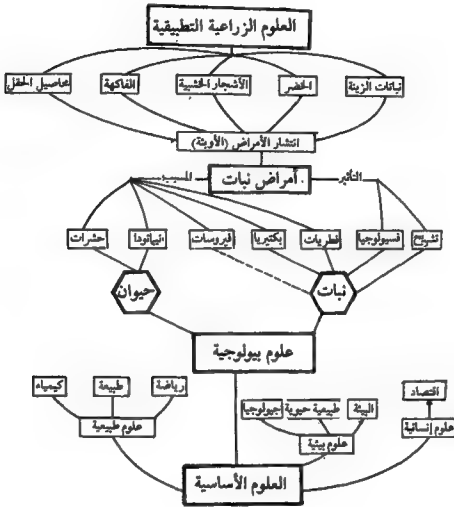 العلوم الزراعية التطبيقية
نباتات الزينة
الخضر
الأشجار الخشبية
الفاكهة
محاصيل الحقل
انتشار الأمراض (الأوبئة)
التأثير
أمراض نبات
المسبب
تشريح
فسيولوجيا
فطريات
بكتيريا
فيروسات
نيماتودا
حشرات
نبات
حيوان
علوم بيولوجية
اقتصاد
البيئة
طبيعية حيوية
جيولوجيا
رياضة
طبيعة
كيمياء
علوم إنسانية
علوم بيئية
علوم طبيعية
العلوم الأساسية